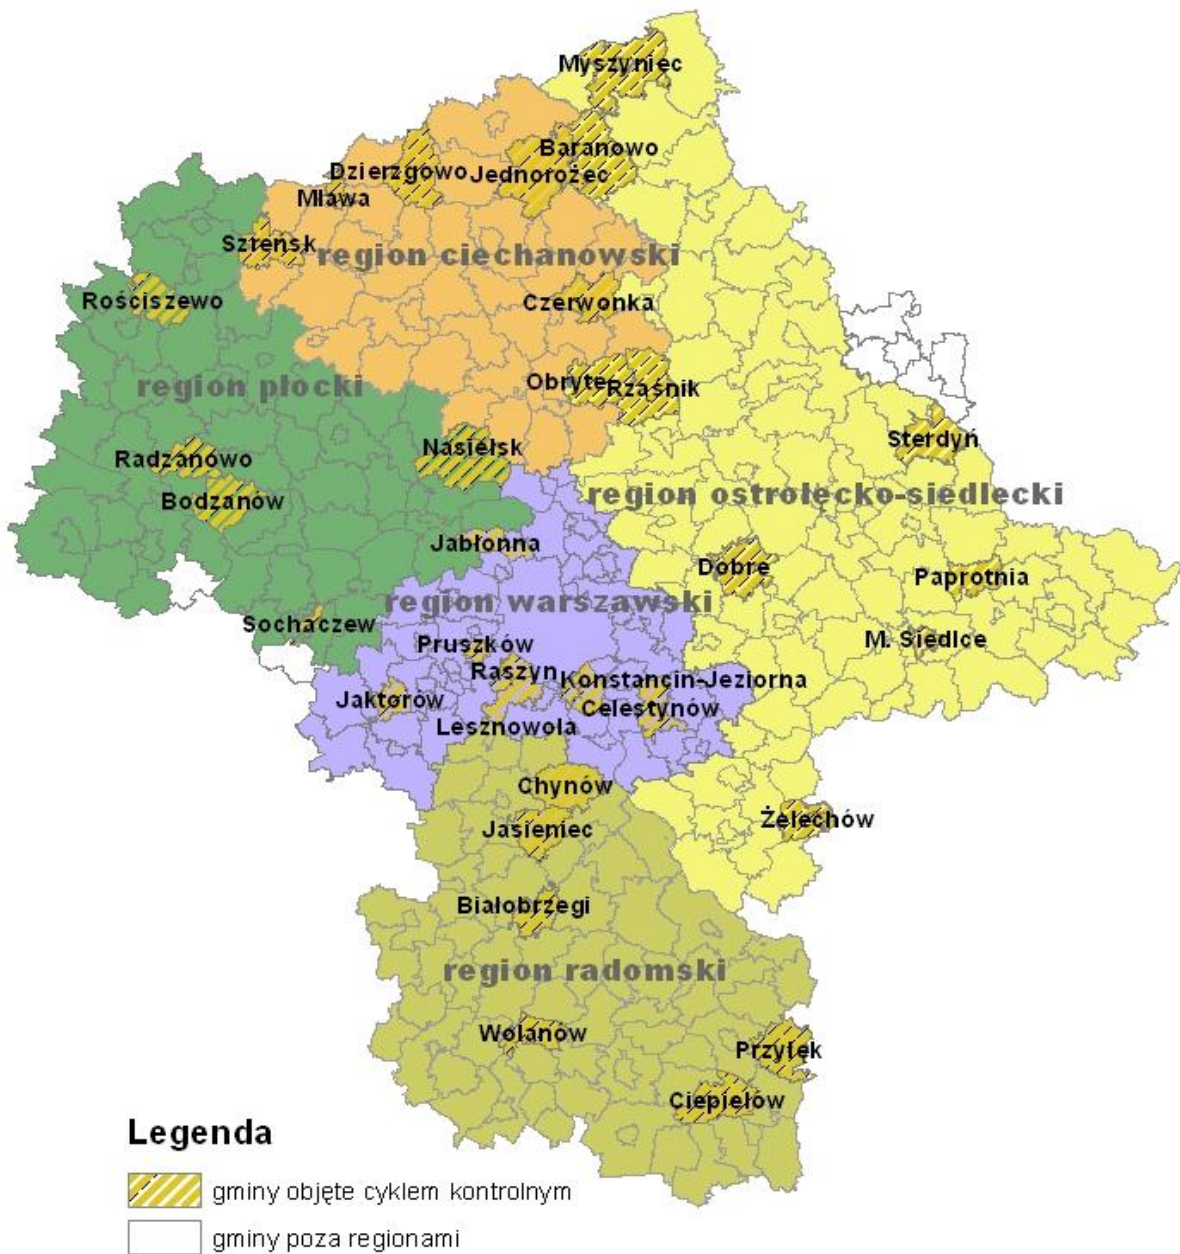 Myszyniec
Baranowo
Dzierzgowo
Jednorożec
Mława
Szreńsk
region ciechanowski
Rościszewo
Czerwonka
region płocki
Obryte
Rząśnik
Sterdyń
Nasielsk
Radzanowo
region ostrołęcko-siedlecki
Bodzanów
Jabłonna
Dobre
Paprotnia
region warszawski
Sochaczew
M. Siedlce
Pruszków
Raszyn
Konstancin-Jeziorna
Jaktorów
Celestynów
Lesznowola
Chynów
Żelechów
Jasieniec
Białobrzegi
region radomski
Wolanów
Przyłęk
Ciepielów
Legenda
gminy objęte cyklem kontrolnym
gminy poza regionami